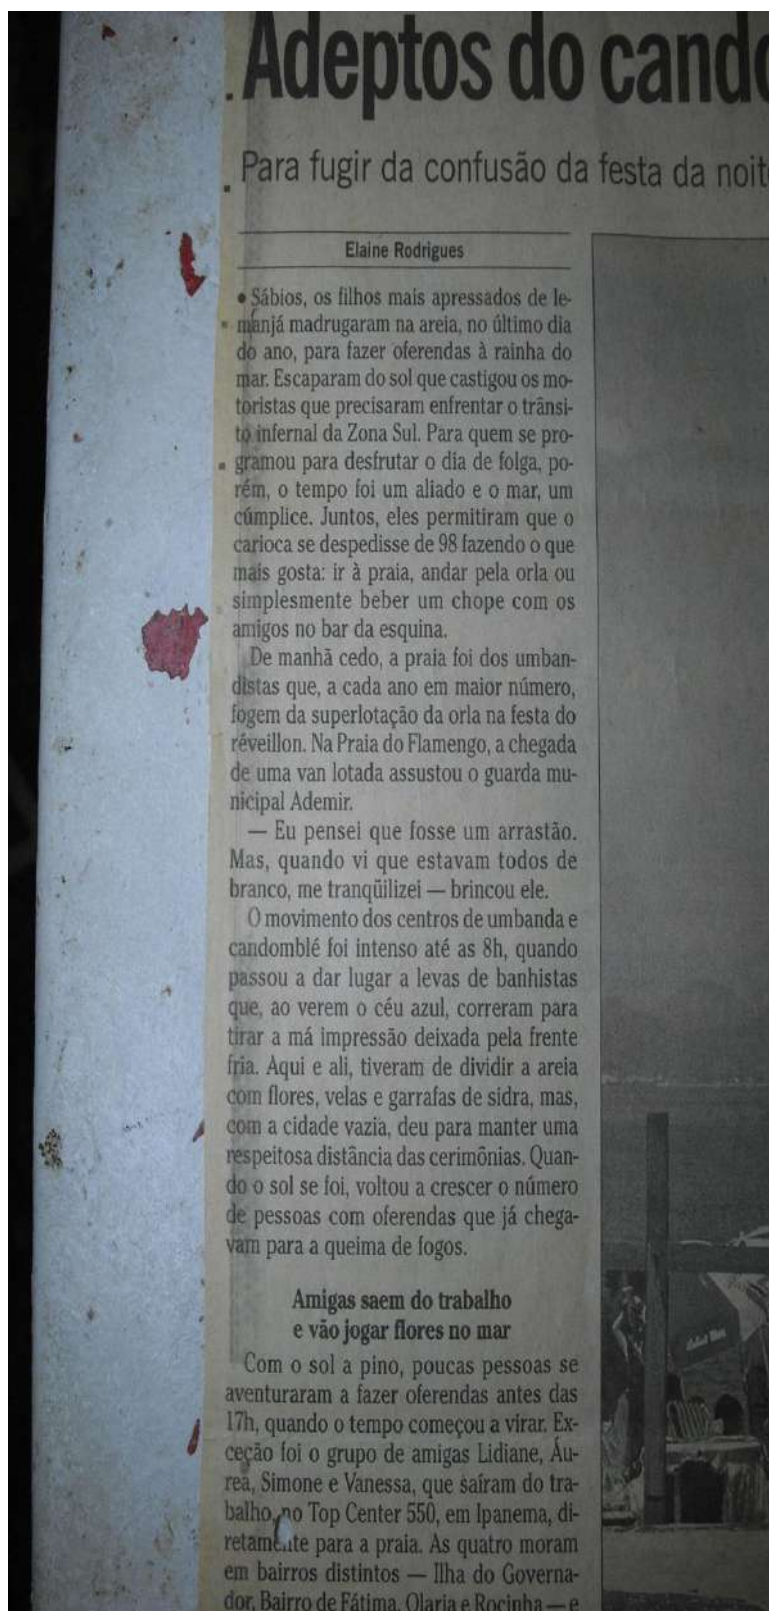 Adeptos do cando
Para fugir da confusão da festa da noite
Elaine Rodrigues
• Sábios, os filhos mais apressados de Ie-
manjá madrugaram na areia, no último dia
do ano, para fazer oferendas à rainha do
mar. Escaparam do sol que castigou os mo-
toristas que precisaram enfrentar o trânsi-
to infernal da Zona Sul. Para quem se pro-
gramou para desfrutar o dia de folga, po-
rém, o tempo foi um aliado e o mar, um
cúmplice. Juntos, eles permitiram que o
carioca se despedisse de 98 fazendo o que
mais gosta: ir à praia, andar pela orla ou
simplesmente beber um chope com os
amigos no bar da esquina.
De manhã cedo, a praia foi dos umban-
distas que, a cada ano em maior número,
fogem da superlotação da orla na festa do
réveillon. Na Praia do Flamengo, a chegada
de uma van lotada assustou o guarda mu-
nicipal Ademir.
— Eu pensei que fosse um arrastão.
Mas, quando vi que estavam todos de
branco, me tranqüilizei — brincou ele.
O movimento dos centros de umbanda e
candomblé foi intenso até as 8h, quando
passou a dar lugar a levas de banhistas
que, ao verem o céu azul, correram para
tirar a má impressão deixada pela frente
fria. Aqui e ali, tiveram de dividir a areia
com flores, velas e garrafas de sidra, mas,
com a cidade vazia, deu para manter uma
respeitosa distância das cerimônias. Quan-
do o sol se foi, voltou a crescer o número
de pessoas com oferendas que já chega-
vam para a queima de fogos.
Amigas saem do trabalho
e vão jogar flores no mar
Com o sol a pino, poucas pessoas se
aventuraram a fazer oferendas antes das
17h, quando o tempo começou a virar. Ex-
ceção foi o grupo de amigas Lidiane, Áu-
rea, Simone e Vanessa, que saíram do tra-
balho, no Top Center 550, em Ipanema, di-
retamente para a praia. As quatro moram
em bairros distintos — Ilha do Governa-
dor, Bairro de Fátima, Olaria e Rocinha — e